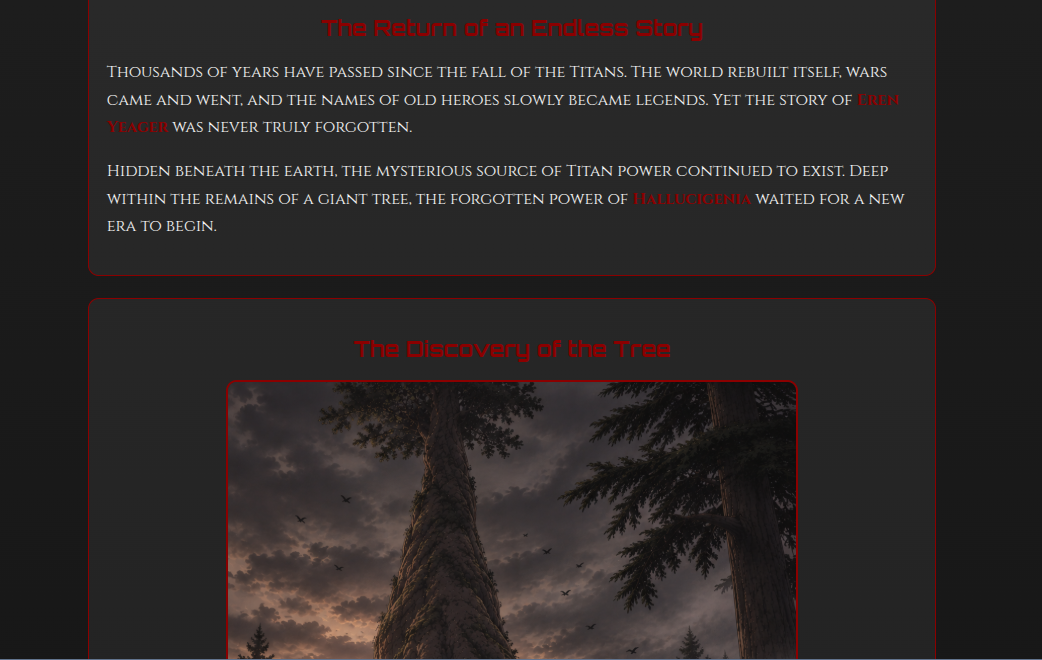 The Return of an Endless Story
Thousands of years have passed since the fall of the Titans. The world rebuilt itself, wars
came and went, and the names of old heroes slowly became legends. Yet the story of Eren
Yeager was never truly forgotten.
Hidden beneath the earth, the mysterious source of Titan power continued to exist. Deep
within the remains of a giant tree, the forgotten power of Hallucigenia waited for a new
era to begin.
The Discovery of the Tree